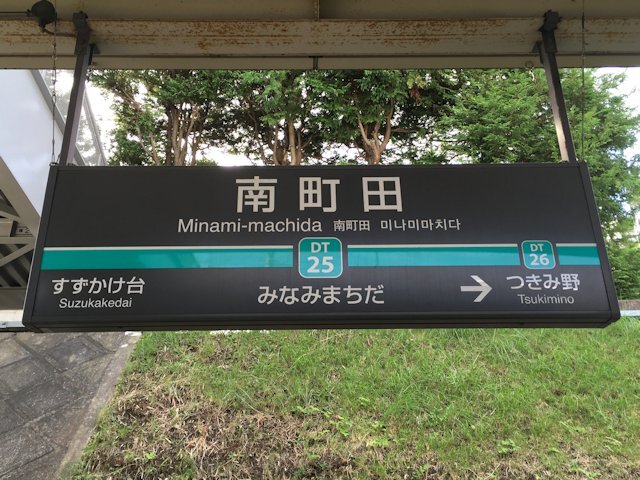 南町田
Minami-machida 南町田 미나미마치다
DT
25
DT
26
すずかけ台
Suzukakedai
みなみまちだ
→ つきみ野
Tsukimino